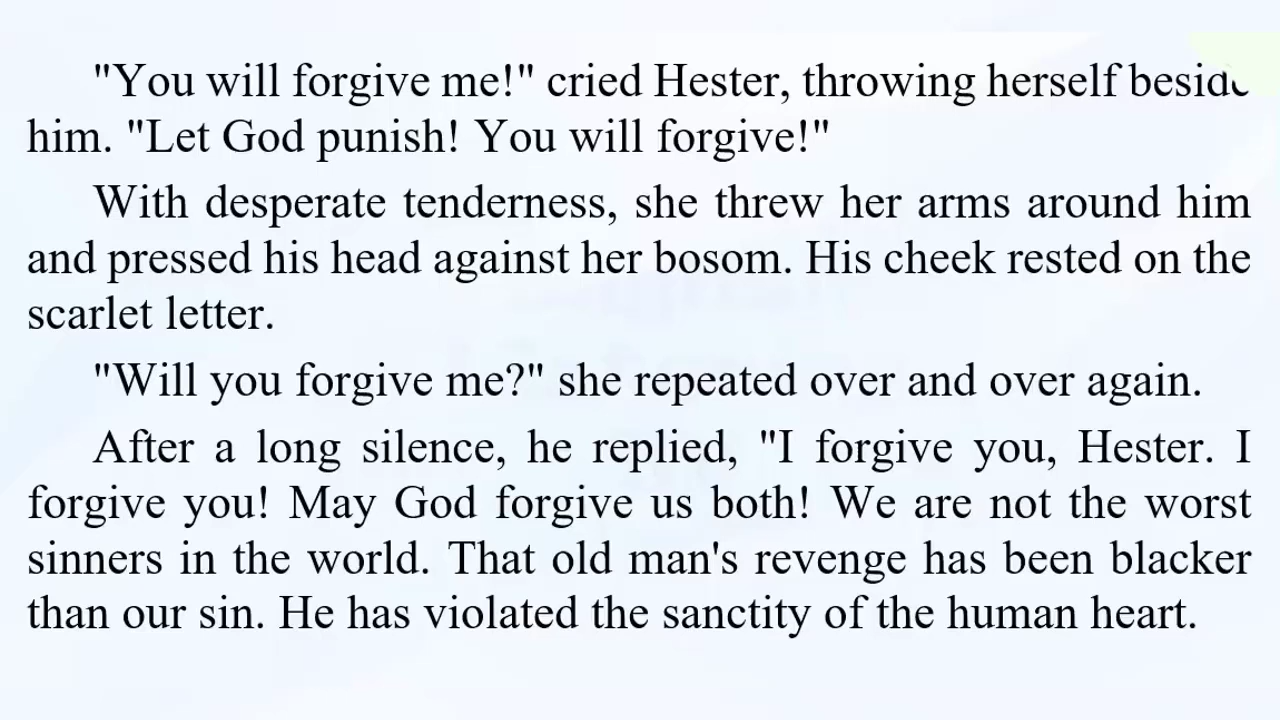 "You will forgive me!" cried Hester, throwing herself beside
him. "Let God punish! You will forgive!"
With desperate tenderness, she threw her arms around him
and pressed his head against her bosom. His cheek rested on the
scarlet letter.
"Will you forgive me?" she repeated over and over again.
After a long silence, he replied, "I forgive you, Hester. I
forgive you! May God forgive us both! We are not the worst
sinners in the world. That old man's revenge has been blacker
than our sin. He has violated the sanctity of the human heart.